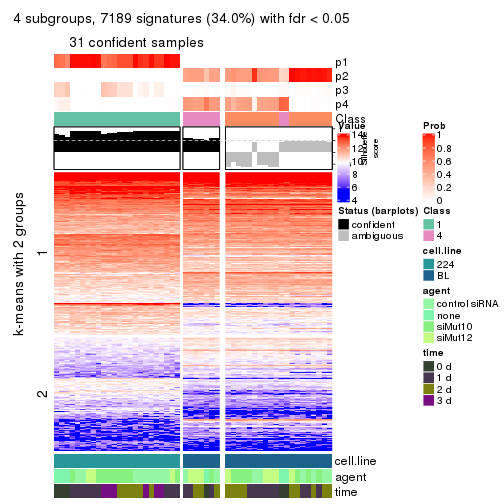 4 subgroups, 7189 signatures (34.0%) with fdr < 0.05
31 confident samples
p1
p2
p3
p4
Class
k-means with 2 groups
1
2
cell.line
agent
time
Value
14
12
10
8
6
4
Silhouette
score
Status (barplots)
confident
ambiguous
Prob
1
0.8
0.6
0.4
0.2
0
Class
1
4
cell.line
224
BL
agent
control siRNA
none
siMut10
siMut12
time
0 d
1 d
2 d
3 d